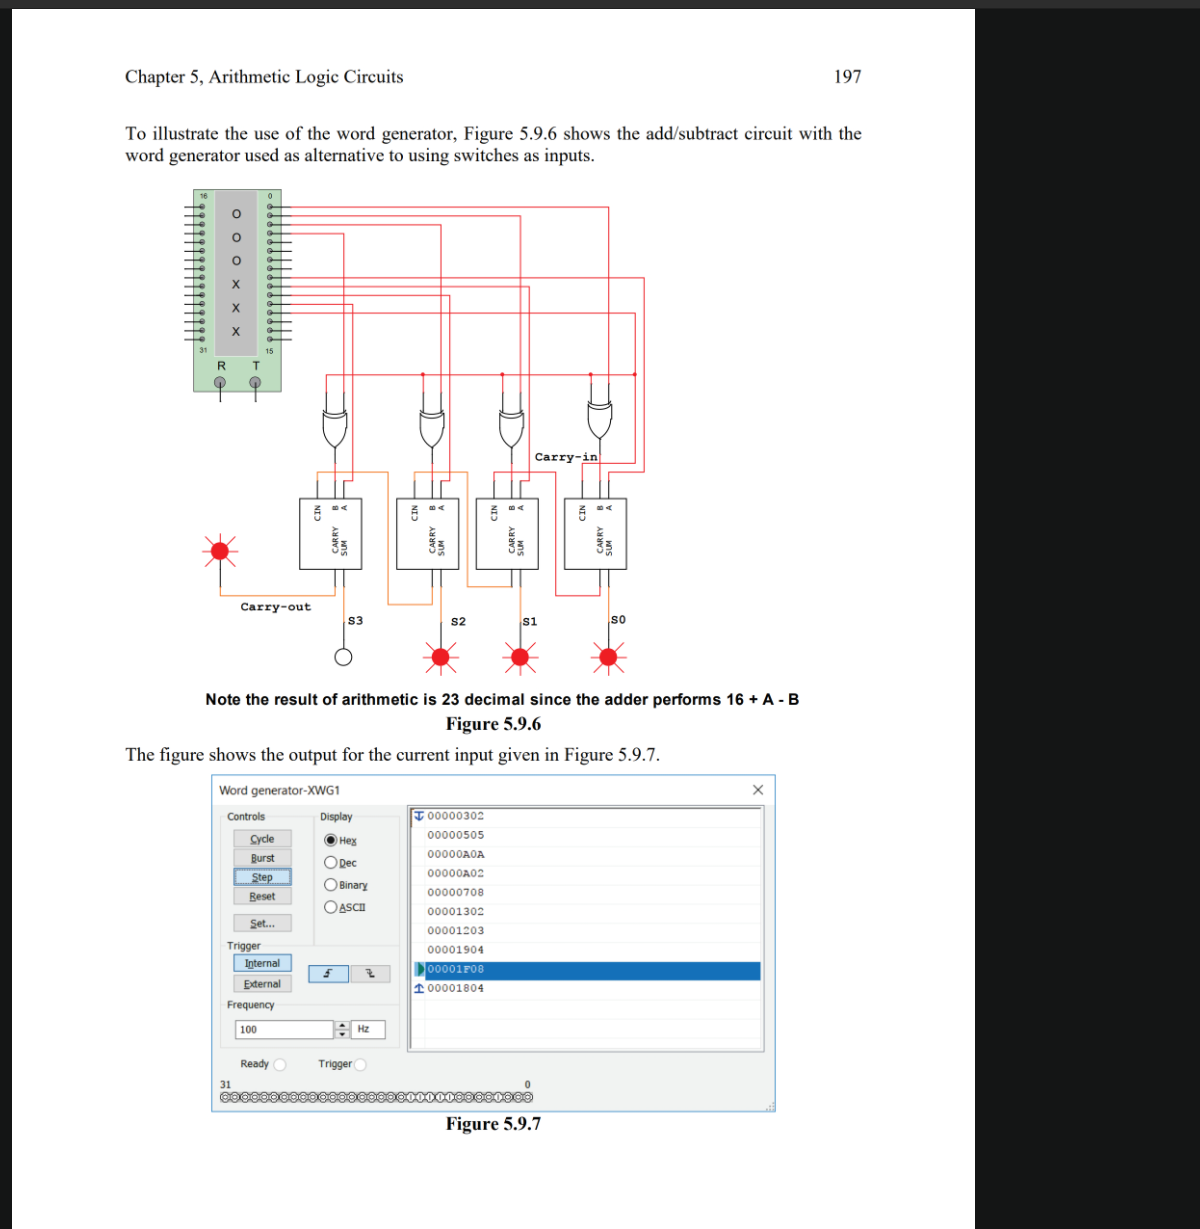 Chapter 5, Arithmetic Logic Circuits 197
To illustrate the use of the word generator, Figure 5.9.6 shows the add/subtract circuit with the
word generator used as alternative to using switches as inputs.
16 0
O
O
O
X
X
X
31 15
R T
Carry-in
CIN B A CIN B A CIN B A CIN B A
CARRY SUM CARRY SUM CARRY SUM CARRY SUM
Carry-out
S3 S2 S1 S0
Note the result of arithmetic is 23 decimal since the adder performs 16 + A - B
Figure 5.9.6
The figure shows the output for the current input given in Figure 5.9.7.
Word generator-XWG1
Controls
Cycle
Burst
Step
Reset
Set...
Display
Hex
Dec
Binary
ASCII
Trigger
Internal
External
Frequency
100 Hz
Ready Trigger
00000302
00000505
00000A0A
00000A02
00000708
00001302
00001203
00001904
00001F08
00001804
31 0
Figure 5.9.7